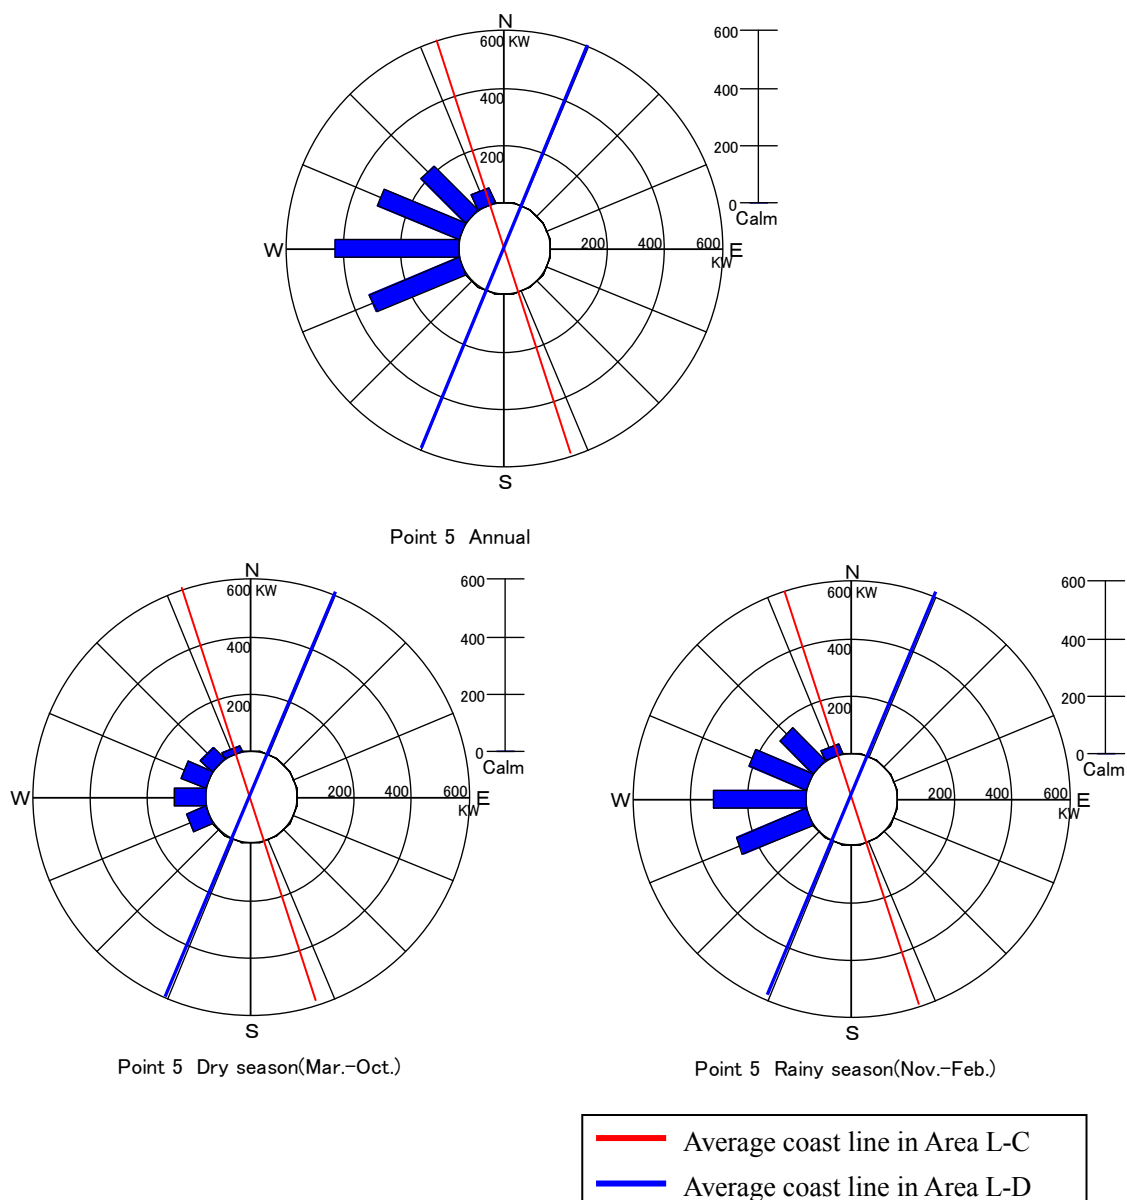 N
600 KW
400
200
W
200 400 600 E
KW
S
600
400
200
0
Calm
Point 5 Annual
N
600 KW
400
200
W
200 400 600 E
KW
S
600
400
200
0
Calm
Point 5 Dry season(Mar.-Oct.)
N
600 KW
400
200
W
200 400 600 E
KW
S
600
400
200
0
Calm
Point 5 Rainy season(Nov.-Feb.)
Average coast line in Area L-C
Average coast line in Area L-D